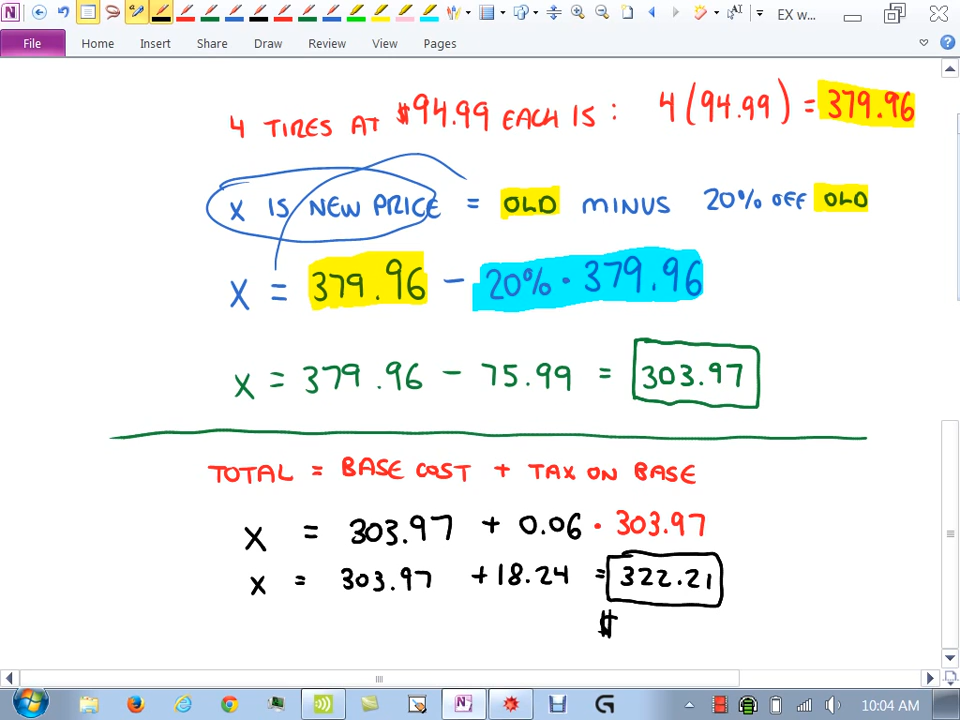 EX w...
File Home Insert Share Draw Review View Pages
4 TIRES AT $94.99 EACH IS : 4(94.99) = 379.96
X IS NEW PRICE = OLD MINUS 20% OFF OLD
X = 379.96 - 20% · 379.96
X = 379.96 - 75.99 = 303.97
TOTAL = BASE COST + TAX ON BASE
X = 303.97 + 0.06 · 303.97
X = 303.97 + 18.24 = 322.21
$
10:04 AM